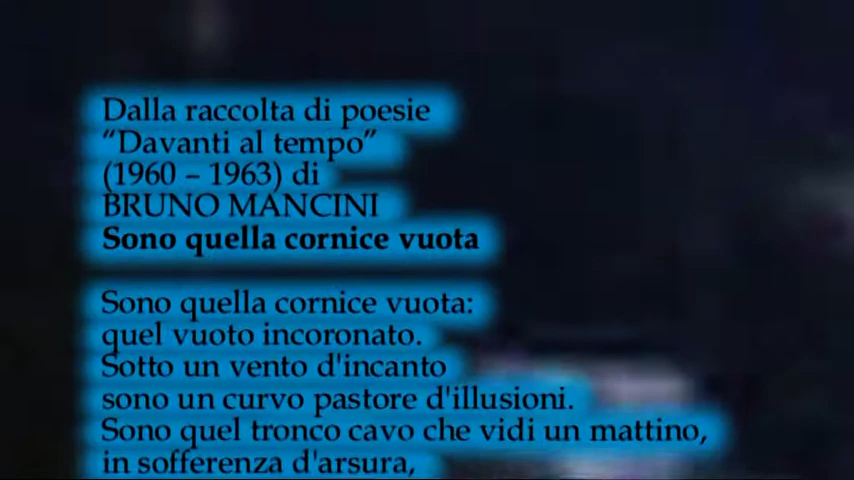 Dalla raccolta di poesie
“Davanti al tempo”
(1960 – 1963) di
BRUNO MANCINI
Sono quella cornice vuota
Sono quella cornice vuota:
quel vuoto incoronato.
Sotto un vento d'incanto
sono un curvo pastore d'illusioni.
Sono quel tronco cavo che vidi un mattino,
in sofferenza d'arsura,